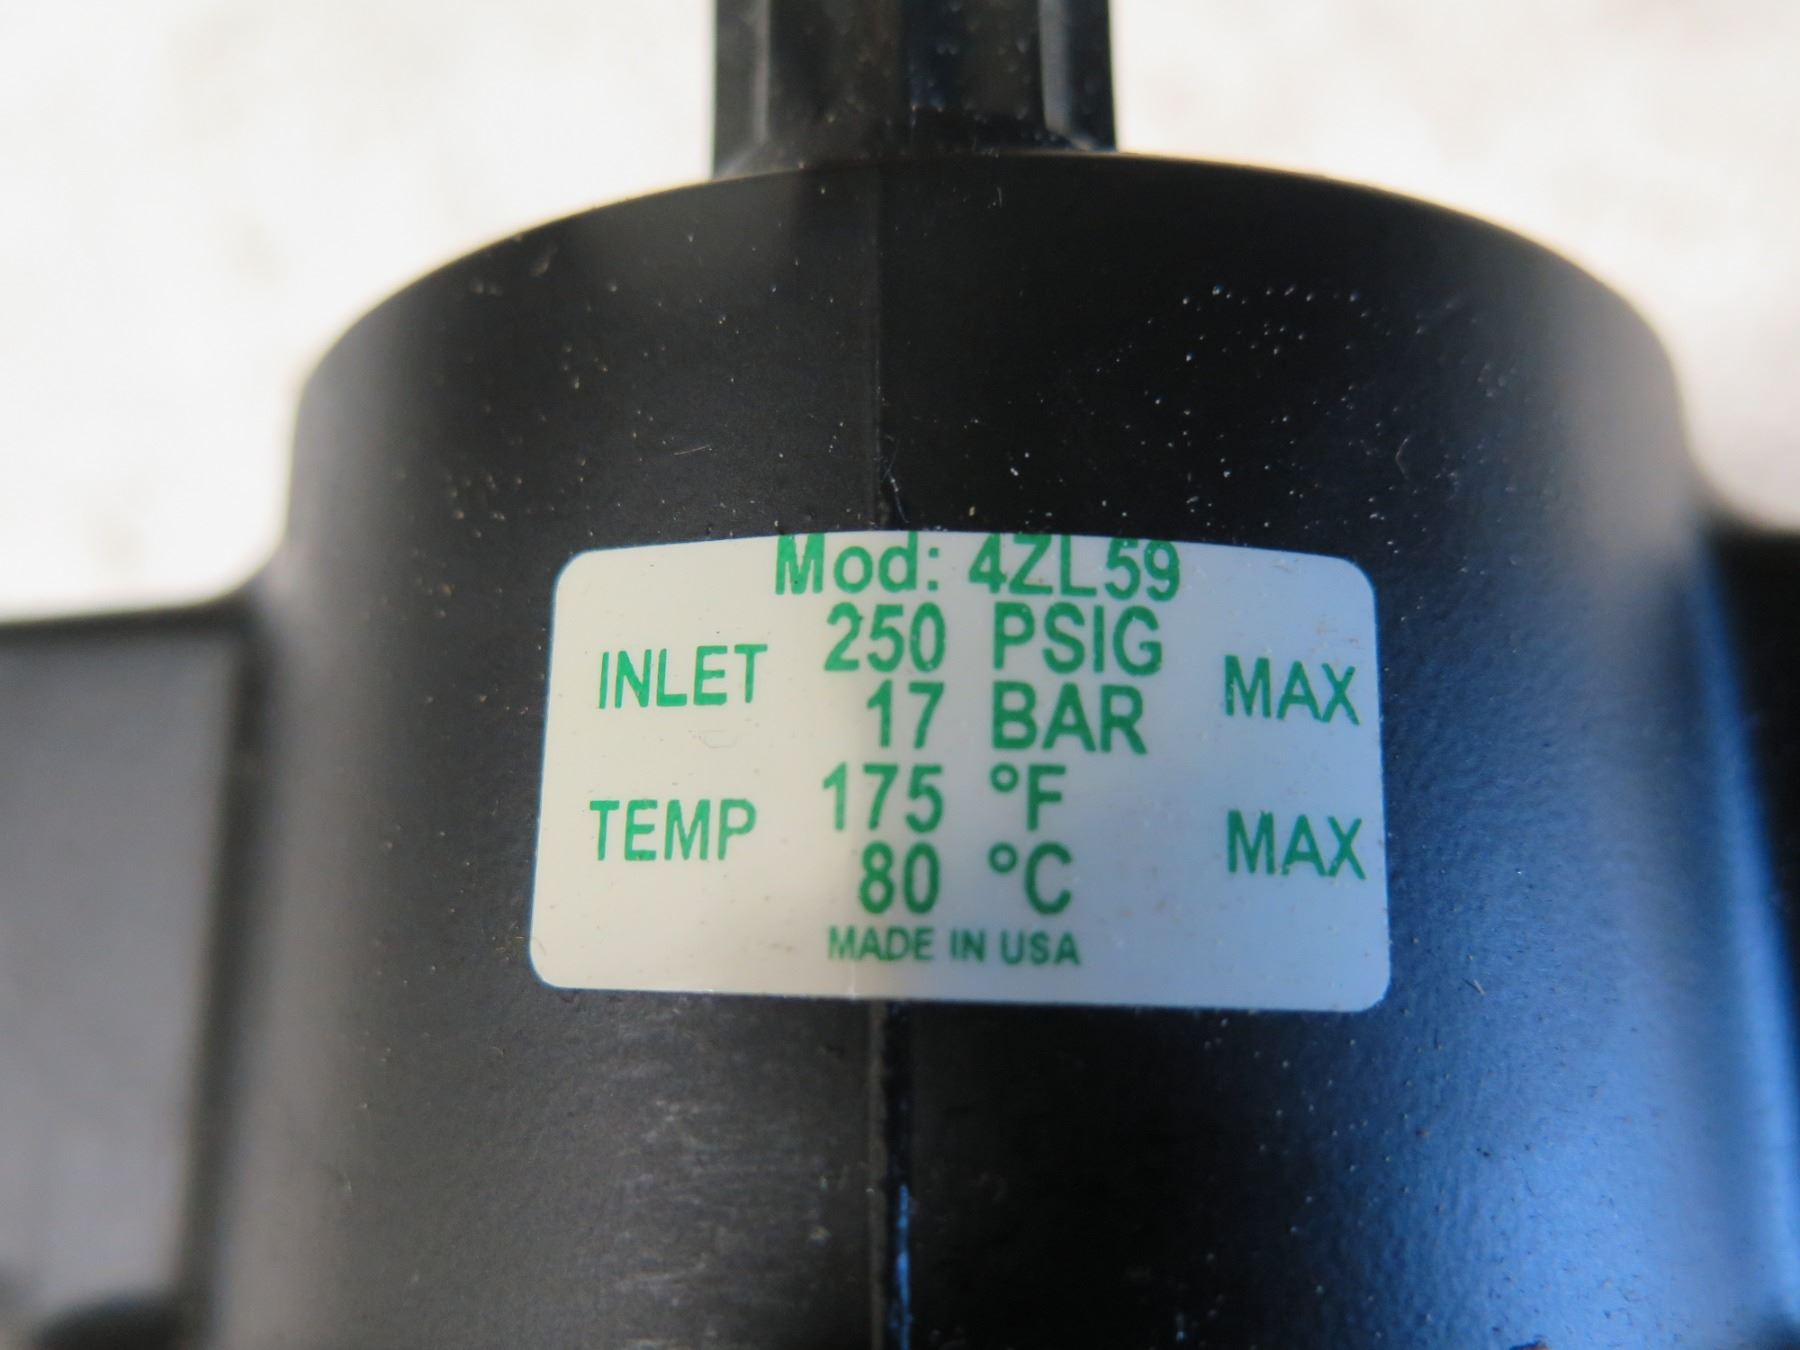 Mod: 4ZL59
INLET 250 PSIG MAX
17 BAR
TEMP 175 °F MAX
80 °C
MADE IN USA